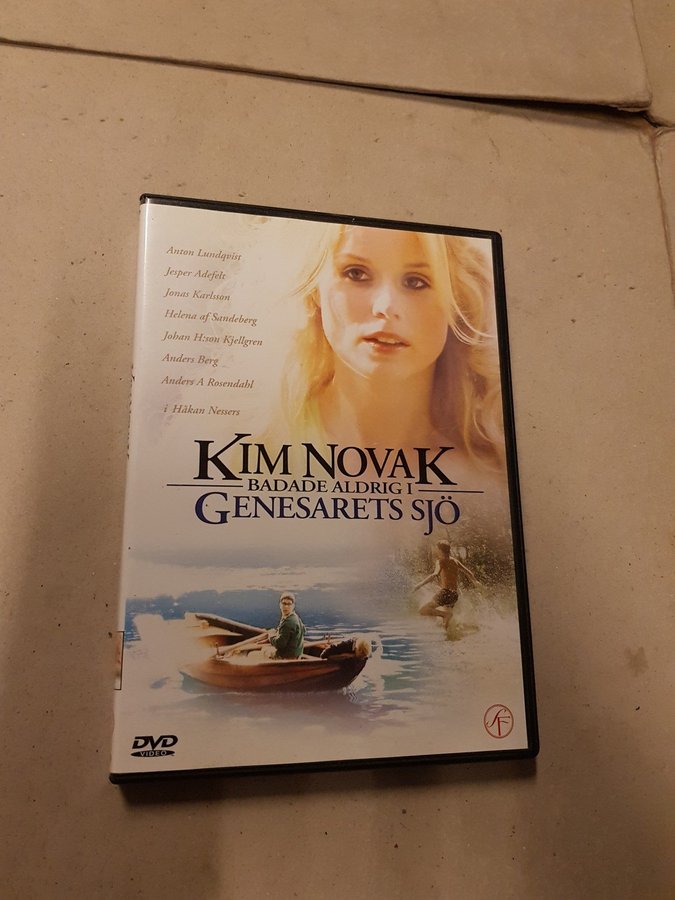 Anton Lundqvist
Jesper Adefelt
Jonas Karlsson
Helena af Sandeberg
Johan H:son Kjellgren
Anders Berg
Anders A Rosendahl
i Håkan Nessers
KIM NOVAK
BADADE ALDRIG I
GENESARETS SJÖ
SF
DVD
VIDEO